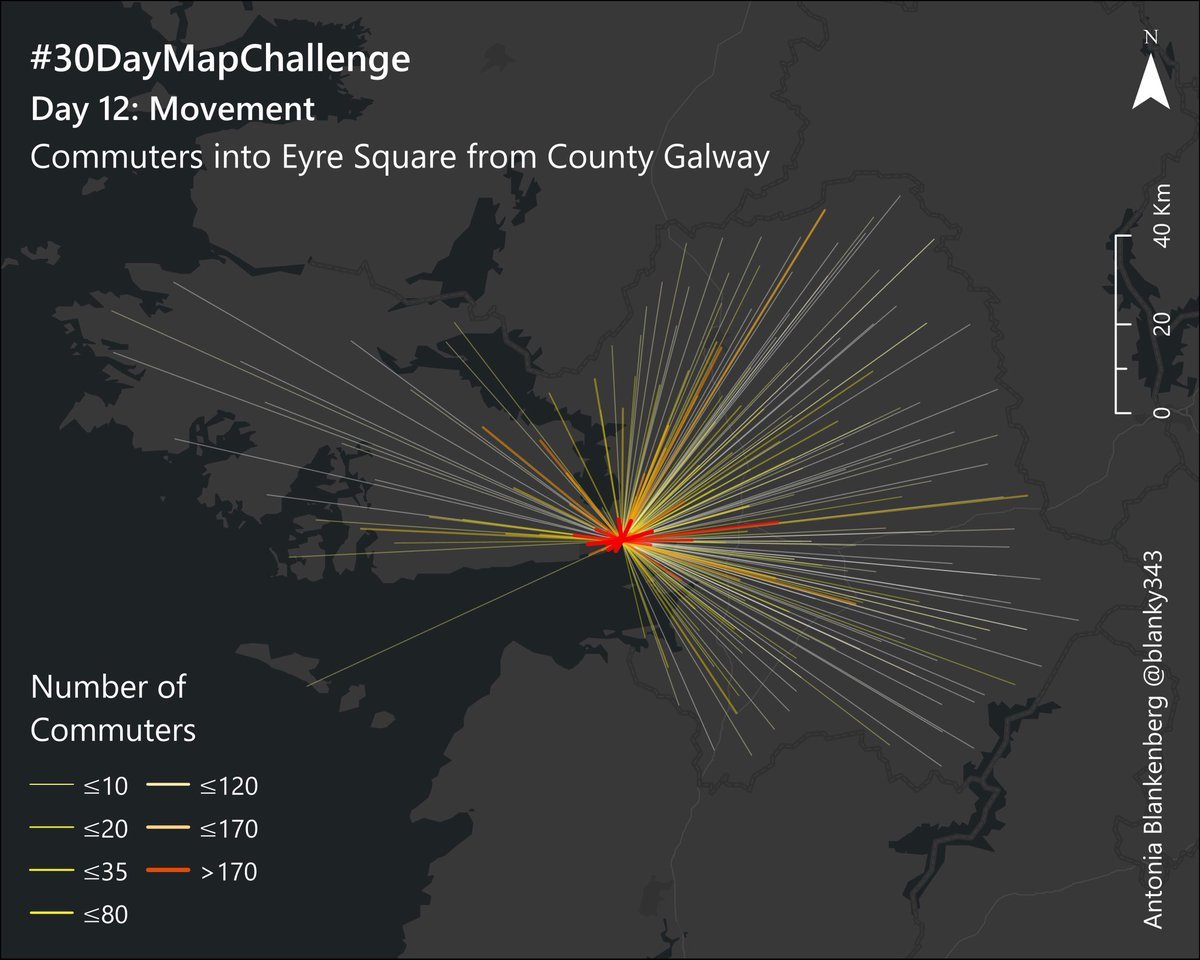 #30DayMapChallenge
Day 12: Movement
Commuters into Eyre Square from County Galway
N
40 Km
20
0
Number of
Commuters
≤10
≤120
≤20
≤170
≤35
>170
≤80
Antonia Blankenberg @blanky343